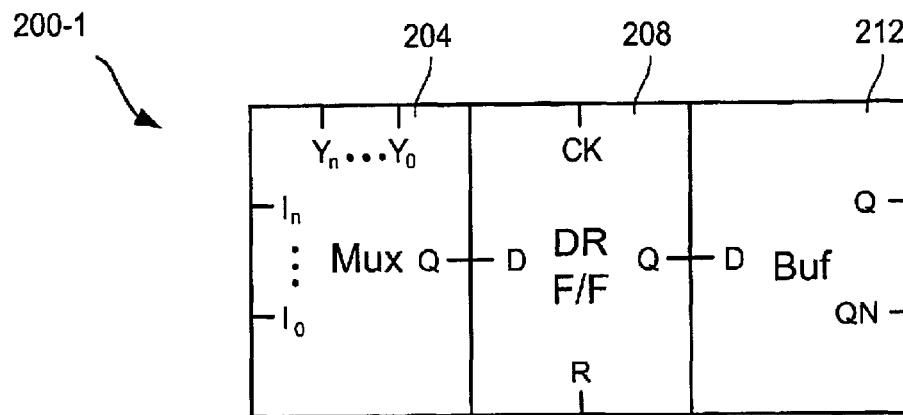 200-1
204
208
212
Yₙ...Y₀
CK
Iₙ
Q
Mux Q D DR Q D Buf
F/F
I₀
QN
R